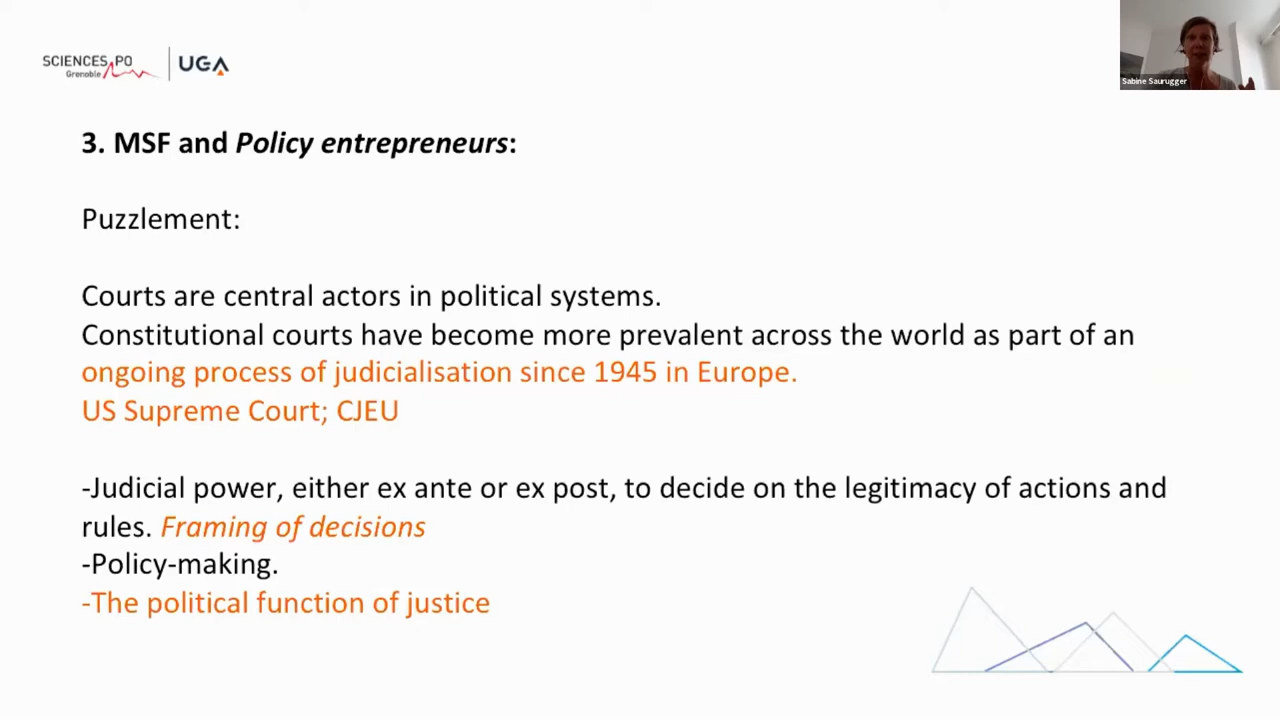 SCIENCES PO
Grenoble
UGA
Sabine Saurugger
3. MSF and Policy entrepreneurs:
Puzzlement:
Courts are central actors in political systems.
Constitutional courts have become more prevalent across the world as part of an
ongoing process of judicialisation since 1945 in Europe.
US Supreme Court; CJEU
-Judicial power, either ex ante or ex post, to decide on the legitimacy of actions and
rules. Framing of decisions
-Policy-making.
-The political function of justice